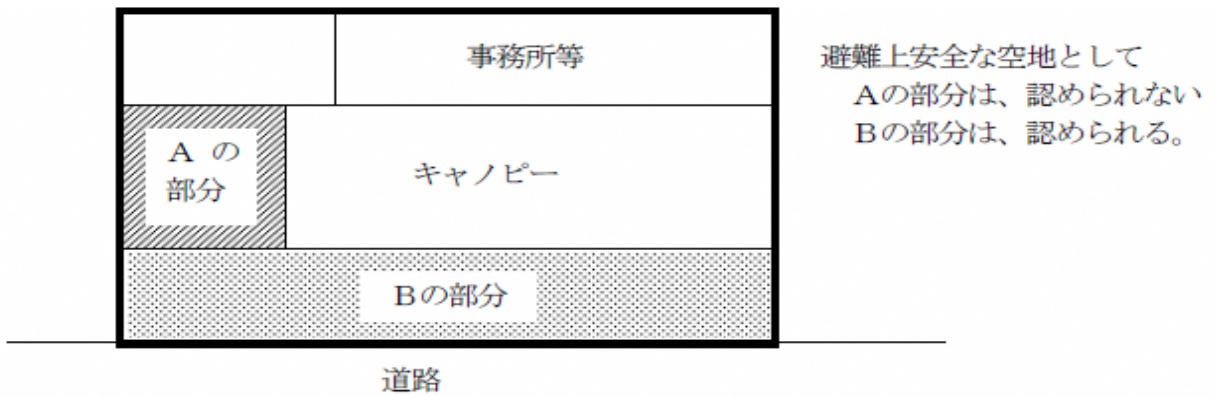 事務所等
避難上安全な空地として
Aの部分は、認められない
Bの部分は、認められる。
A の
部分
キャノピー
Bの部分
道路